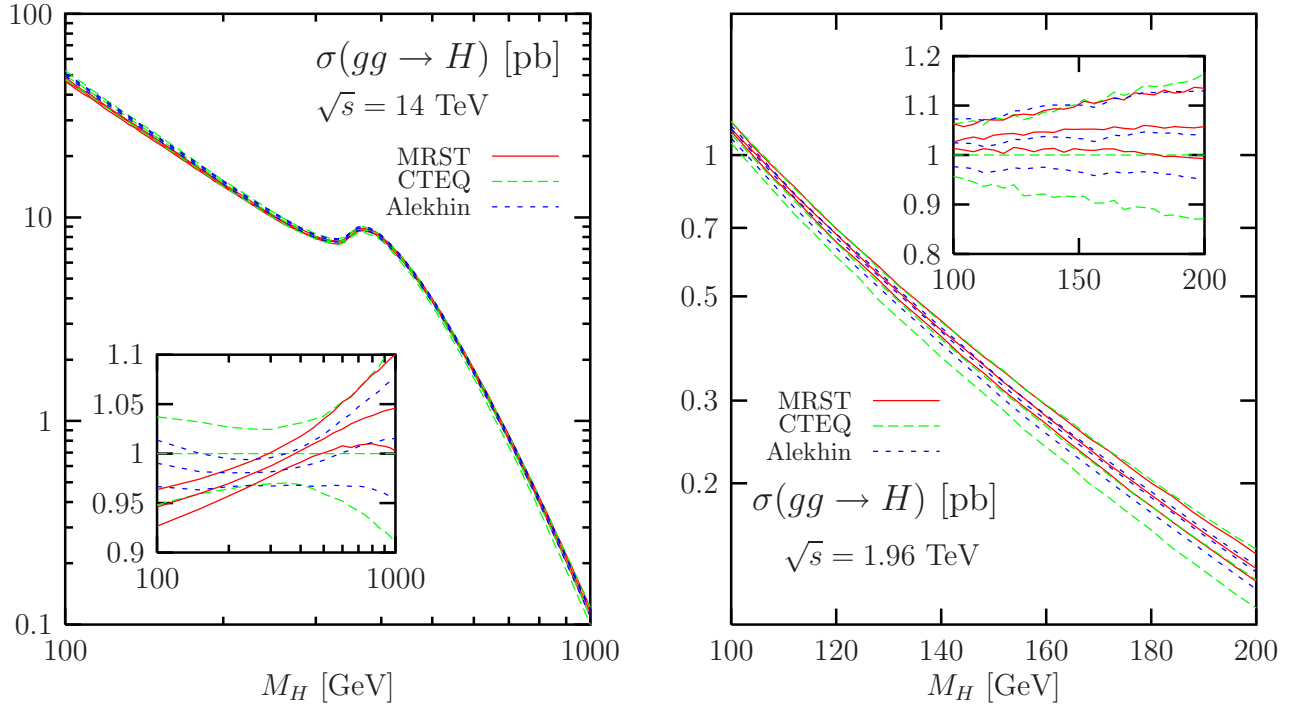 σ(gg → H) [pb]
√s = 14 TeV
MRST
CTEQ
Alekhin
100
10
1
0.1
100
1000
M_H [GeV]
1.1
1.05
1
0.95
0.9
100
1000
1
0.7
0.5
0.3
0.2
100
120
140
160
180
200
M_H [GeV]
1.2
1.1
1
0.9
0.8
100
150
200
MRST
CTEQ
Alekhin
σ(gg → H) [pb]
√s = 1.96 TeV